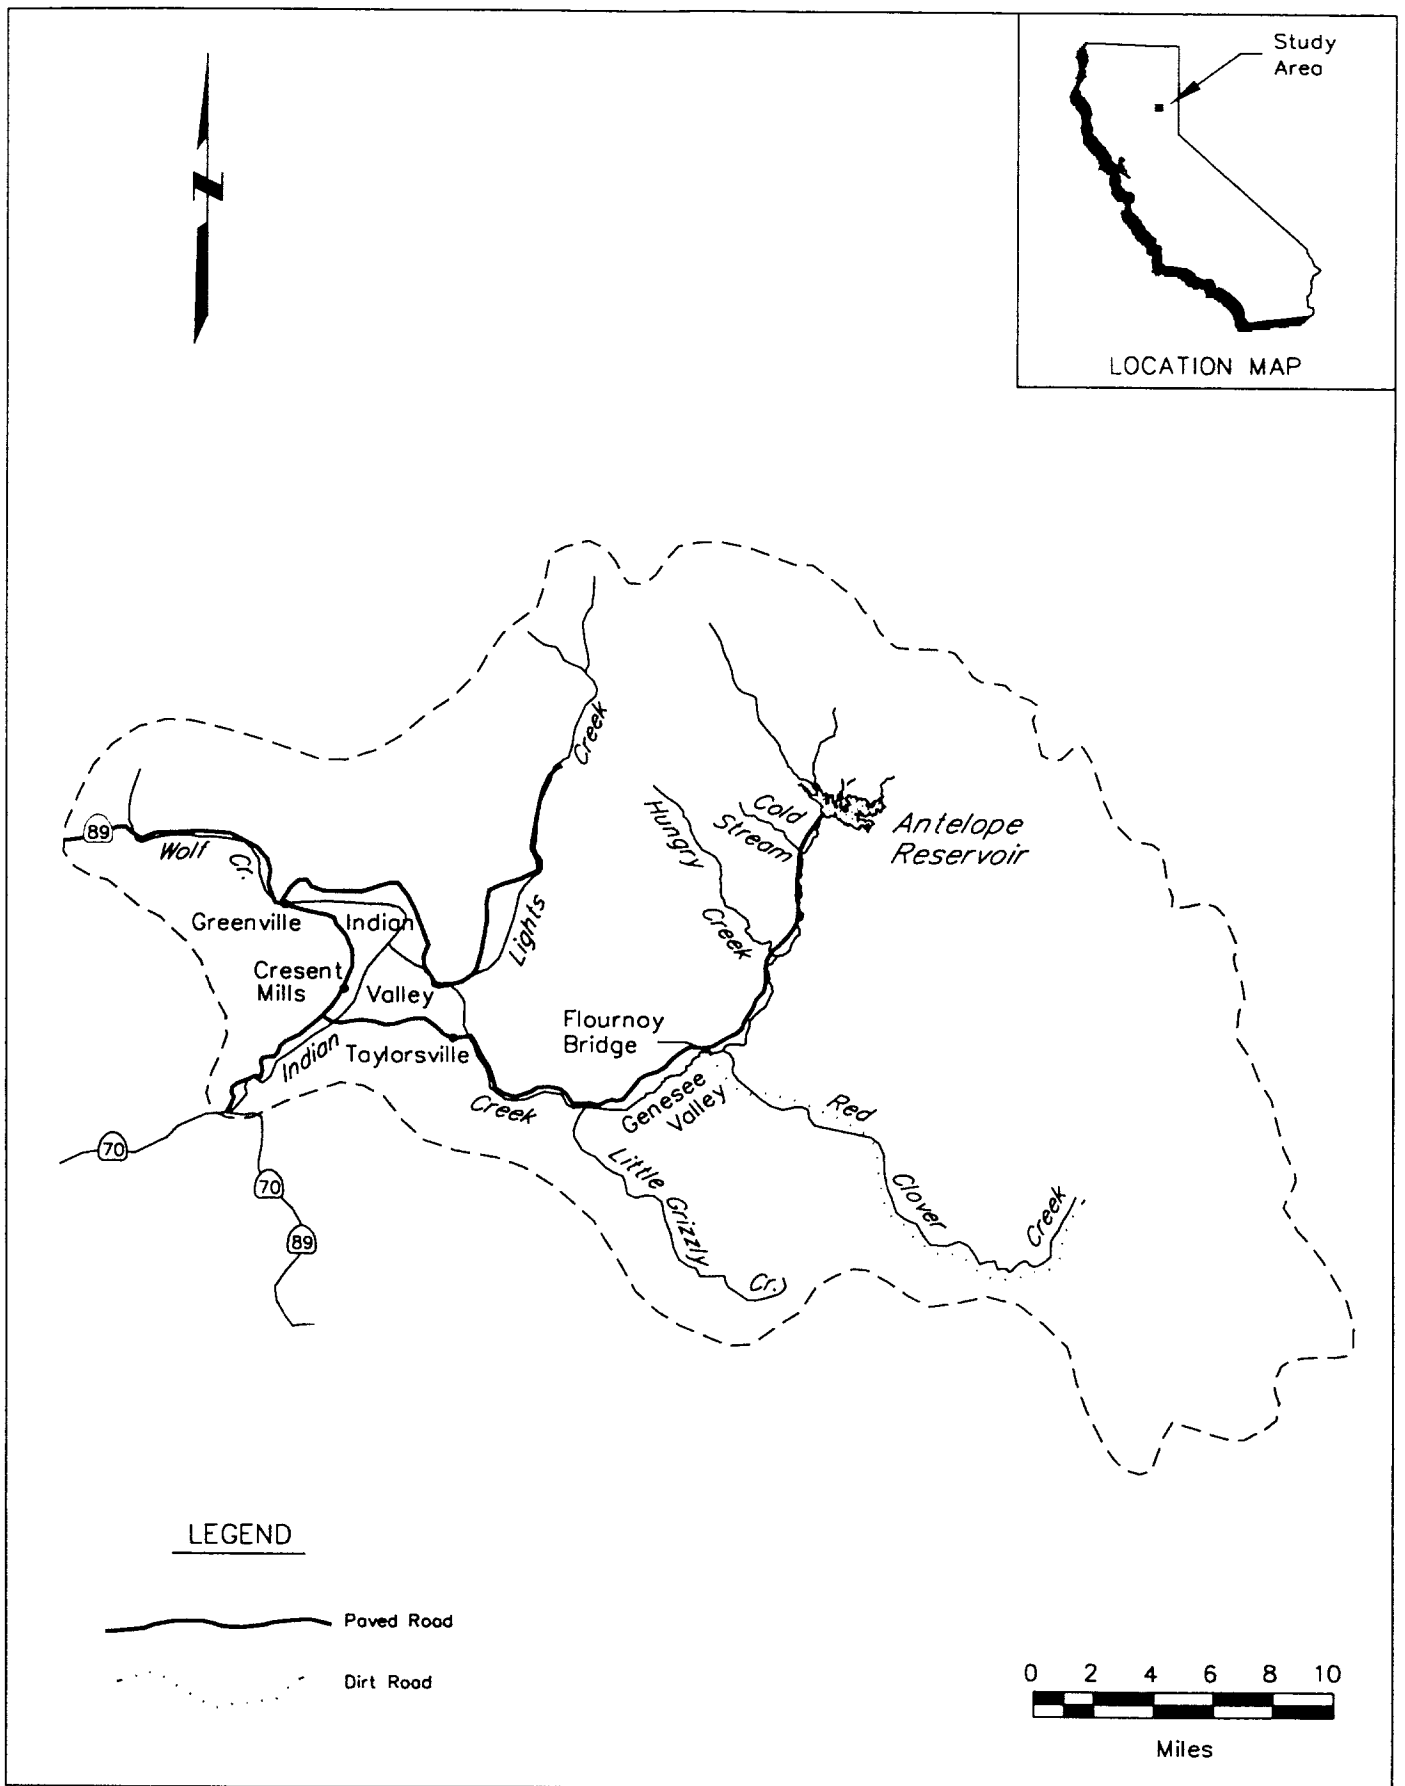 Study
Area
LOCATION MAP
N
Creek
Cold
Stream
Hungry
Creek
Antelope
Reservoir
89
Wolf
Cr.
Greenville
Indian
Lights
Cresent
Mills
Valley
Flournoy
Bridge
Indian
Taylorsville
Creek
Genesee
Valley
Red
Clover
Creek
Little Grizzly
Cr.
70
70
89
LEGEND
Paved Road
Dirt Road
0 2 4 6 8 10
Miles